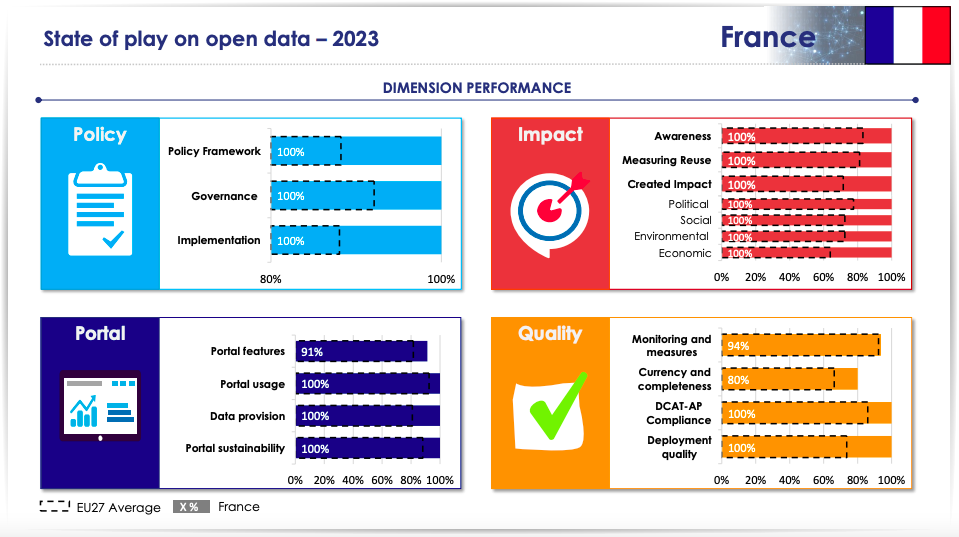 State of play on open data – 2023
France
DIMENSION PERFORMANCE
Policy
Policy Framework
100%
Governance
100%
Implementation
100%
80%
100%
Impact
Awareness
100%
Measuring Reuse
100%
Created Impact
100%
Political
100%
Social
100%
Environmental
100%
Economic
100%
0% 20% 40% 60% 80% 100%
Portal
Portal features
91%
Portal usage
100%
Data provision
100%
Portal sustainability
100%
0% 20% 40% 60% 80% 100%
Quality
Monitoring and
measures
94%
Currency and
completeness
80%
DCAT-AP
Compliance
100%
Deployment
quality
100%
0% 20% 40% 60% 80% 100%
EU27 Average
X %
France